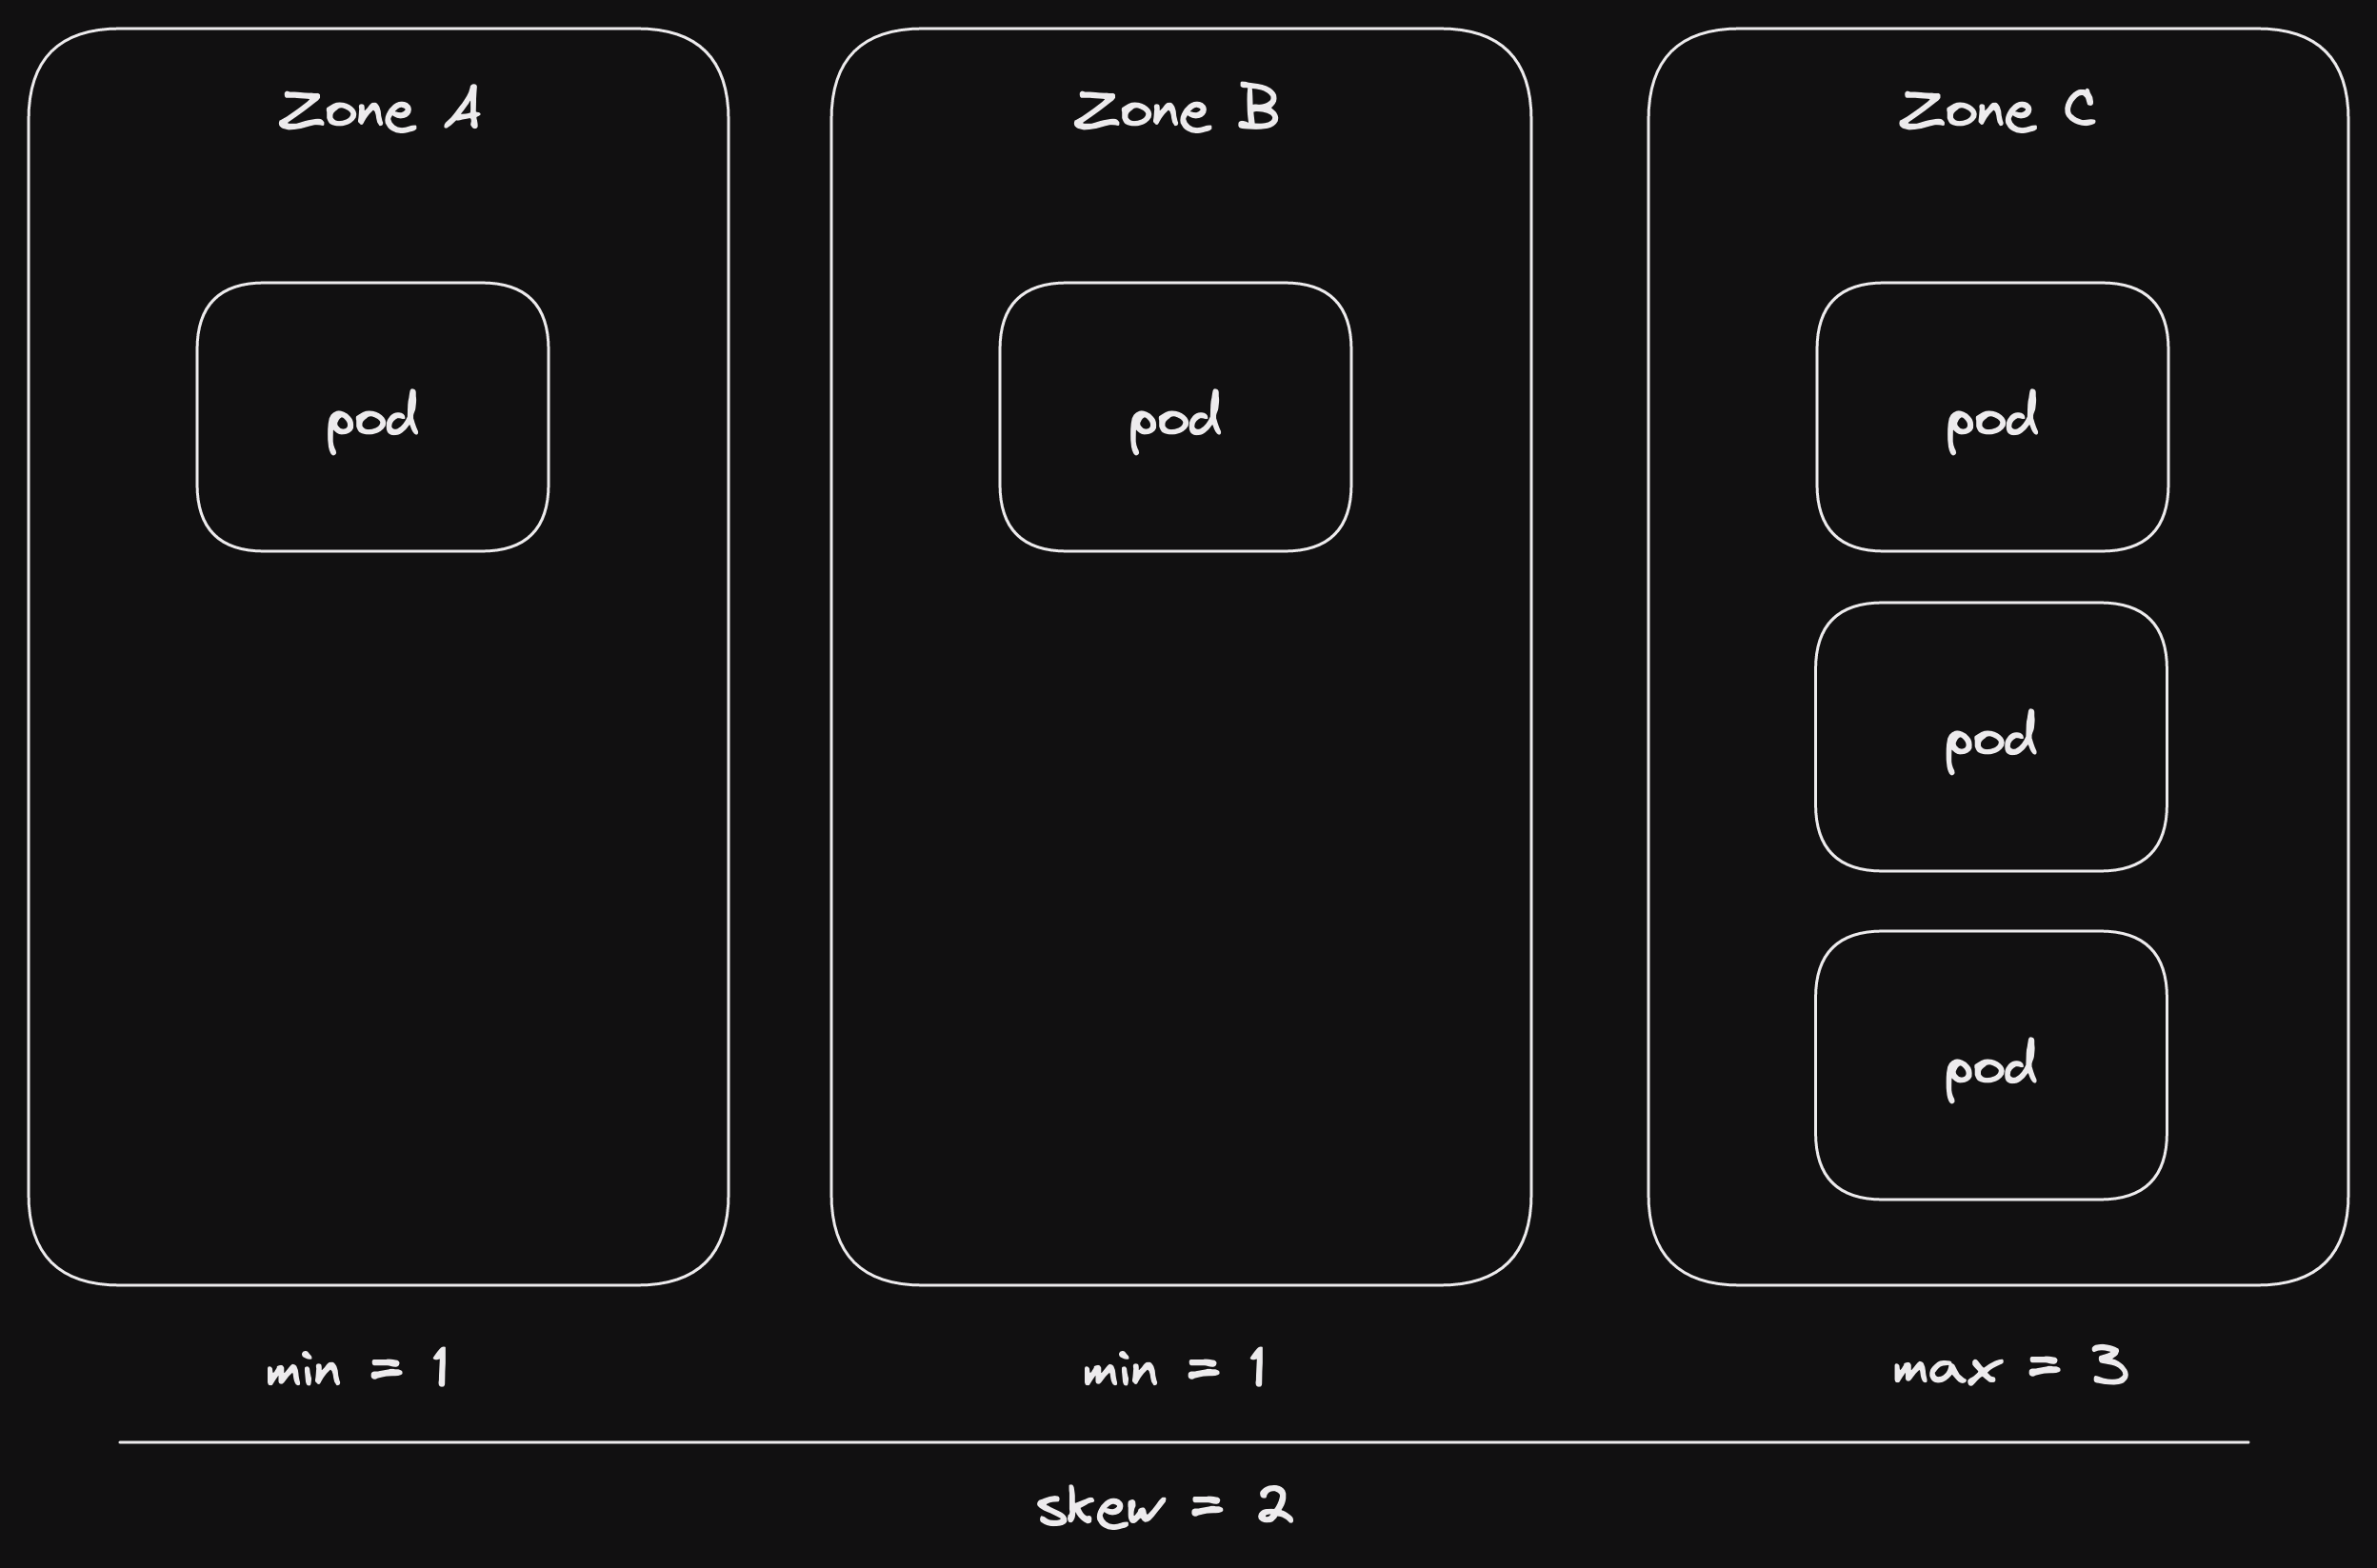 Zone A
Zone B
Zone C
pod
pod
pod
pod
pod
min = 1
min = 1
max = 3
skew = 2